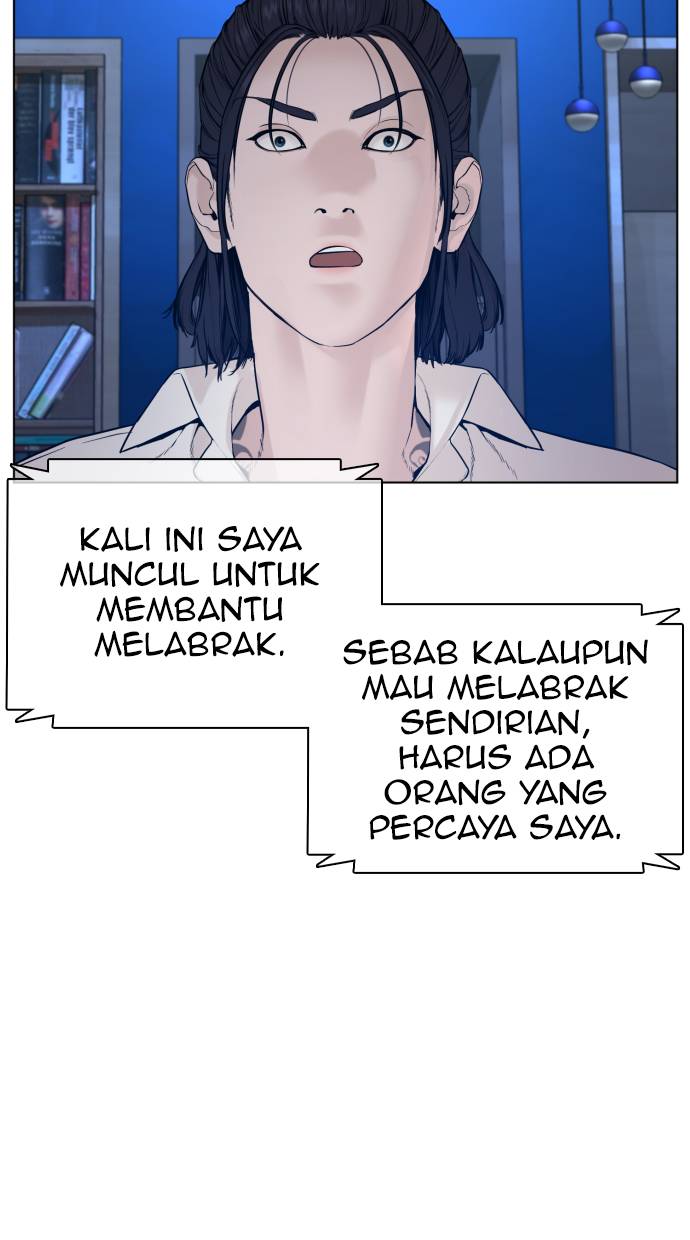 KALI INI SAYA
MUNCUL UNTUK
MEMBANTU
MELABRAK.
SEBAB KALAUPUN
MAU MELABRAK
SENDIRIAN,
HARUS ADA
ORANG YANG
PERCAYA SAYA.